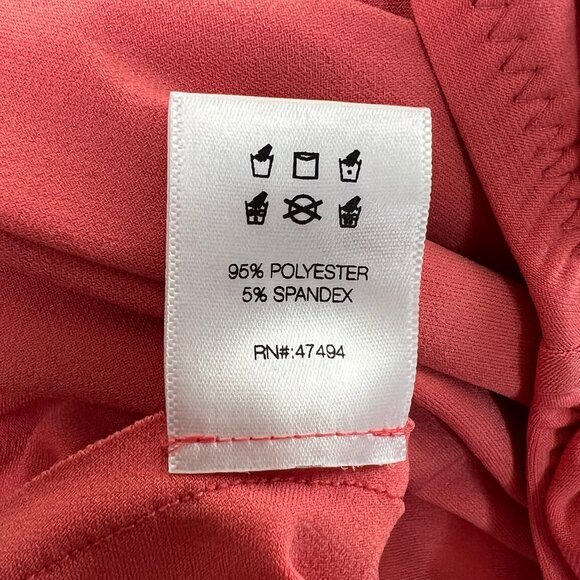 95% POLYESTER
5% SPANDEX
RN#:47494